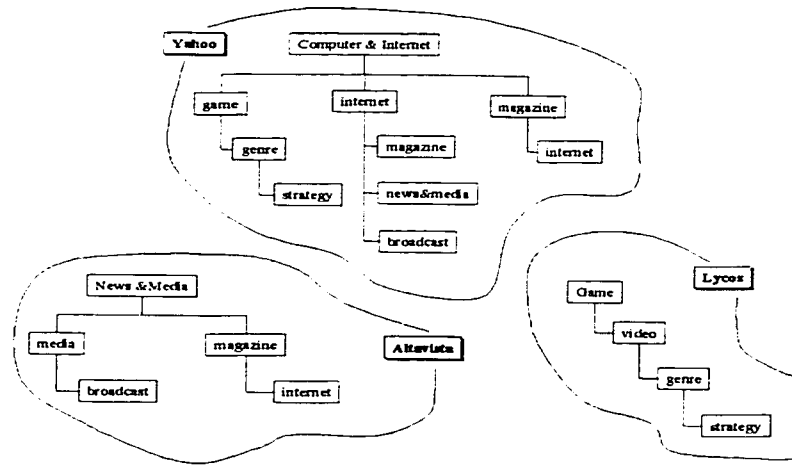 Yahoo
Computer & Internet
game
internet
magazine
genre
magazine
internet
strategy
news&media
broadcast
News &Media
Lycos
Game
media
magazine
Altavista
video
broadcast
internet
genre
strategy